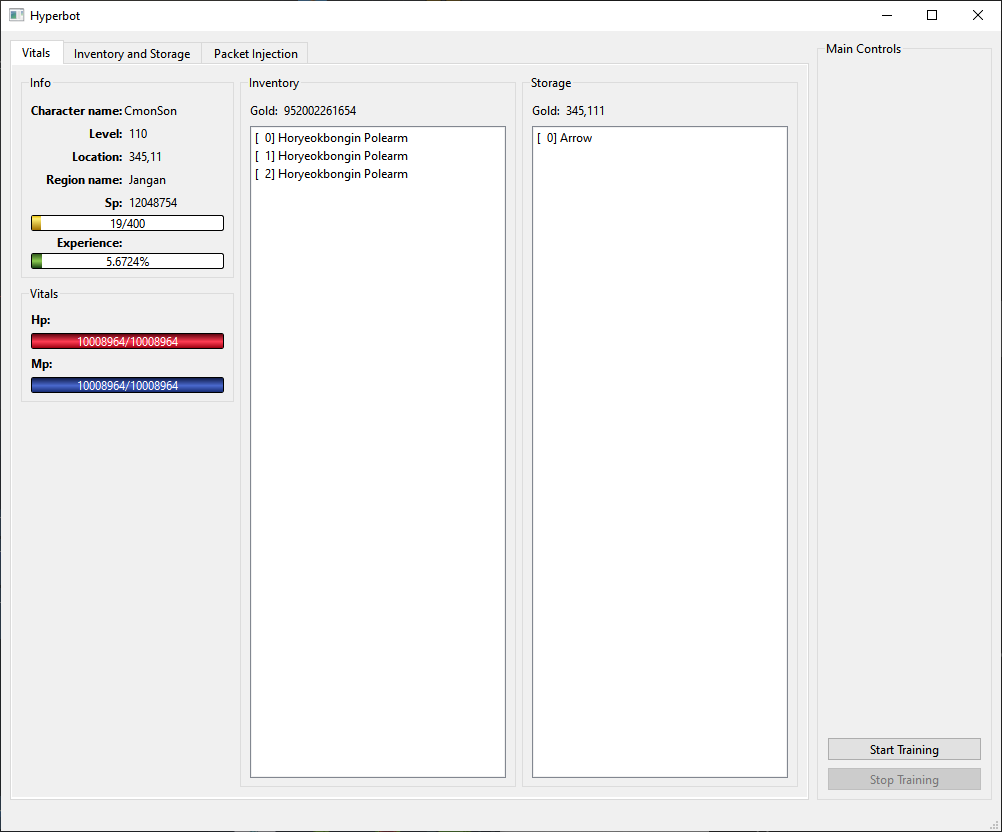 Hyperbot
Vitals
Inventory and Storage
Packet Injection
Info
Character name: CmonSon
Level: 110
Location: 345,11
Region name: Jangan
Sp: 12048754
19/400
Experience:
5.6724%
Vitals
Hp:
10008964/10008964
Mp:
10008964/10008964
Inventory
Gold: 952002261654
[ 0] Horyeokbongin Polearm
[ 1] Horyeokbongin Polearm
[ 2] Horyeokbongin Polearm
Storage
Gold: 345,111
[ 0] Arrow
Main Controls
Start Training
Stop Training